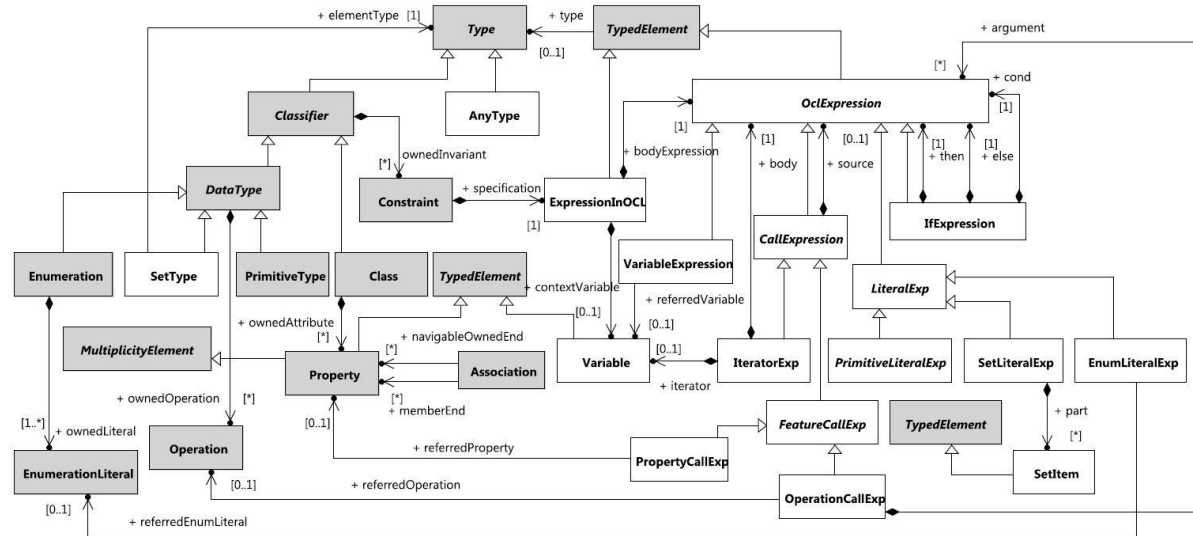 + elementType
[1]
Type
+ type
[0..1]
TypedElement
+ argument
[*]
+ cond
[1]
OclExpression
Classifier
AnyType
[1]
[1]
[0..1]
[1]
[1]
+ bodyExpression
+ body
+ source
+ then
+ else
ownedInvariant
[*]
DataType
Constraint
+ specification
[1]
ExpressionInOCL
CallExpression
IfExpression
Enumeration
SetType
PrimitiveType
Class
TypedElement
VariableExpression
LiteralExp
+ contextVariable
[0..1]
+ referredVariable
[0..1]
+ ownedAttribute
[*]
+ navigableOwnedEnd
[*]
MultiplicityElement
Property
Association
Variable
[0..1]
IteratorExp
PrimitiveLiteralExp
SetLiteralExp
EnumLiteralExp
+ iterator
[*]
+ memberEnd
+ ownedOperation
[*]
[0..1]
[1..*]
+ ownedLiteral
+ part
[*]
FeatureCallExp
TypedElement
Operation
+ referredProperty
PropertyCallExp
EnumerationLiteral
SetItem
[0..1]
+ referredOperation
OperationCallExp
[0..1]
+ referredEnumLiteral